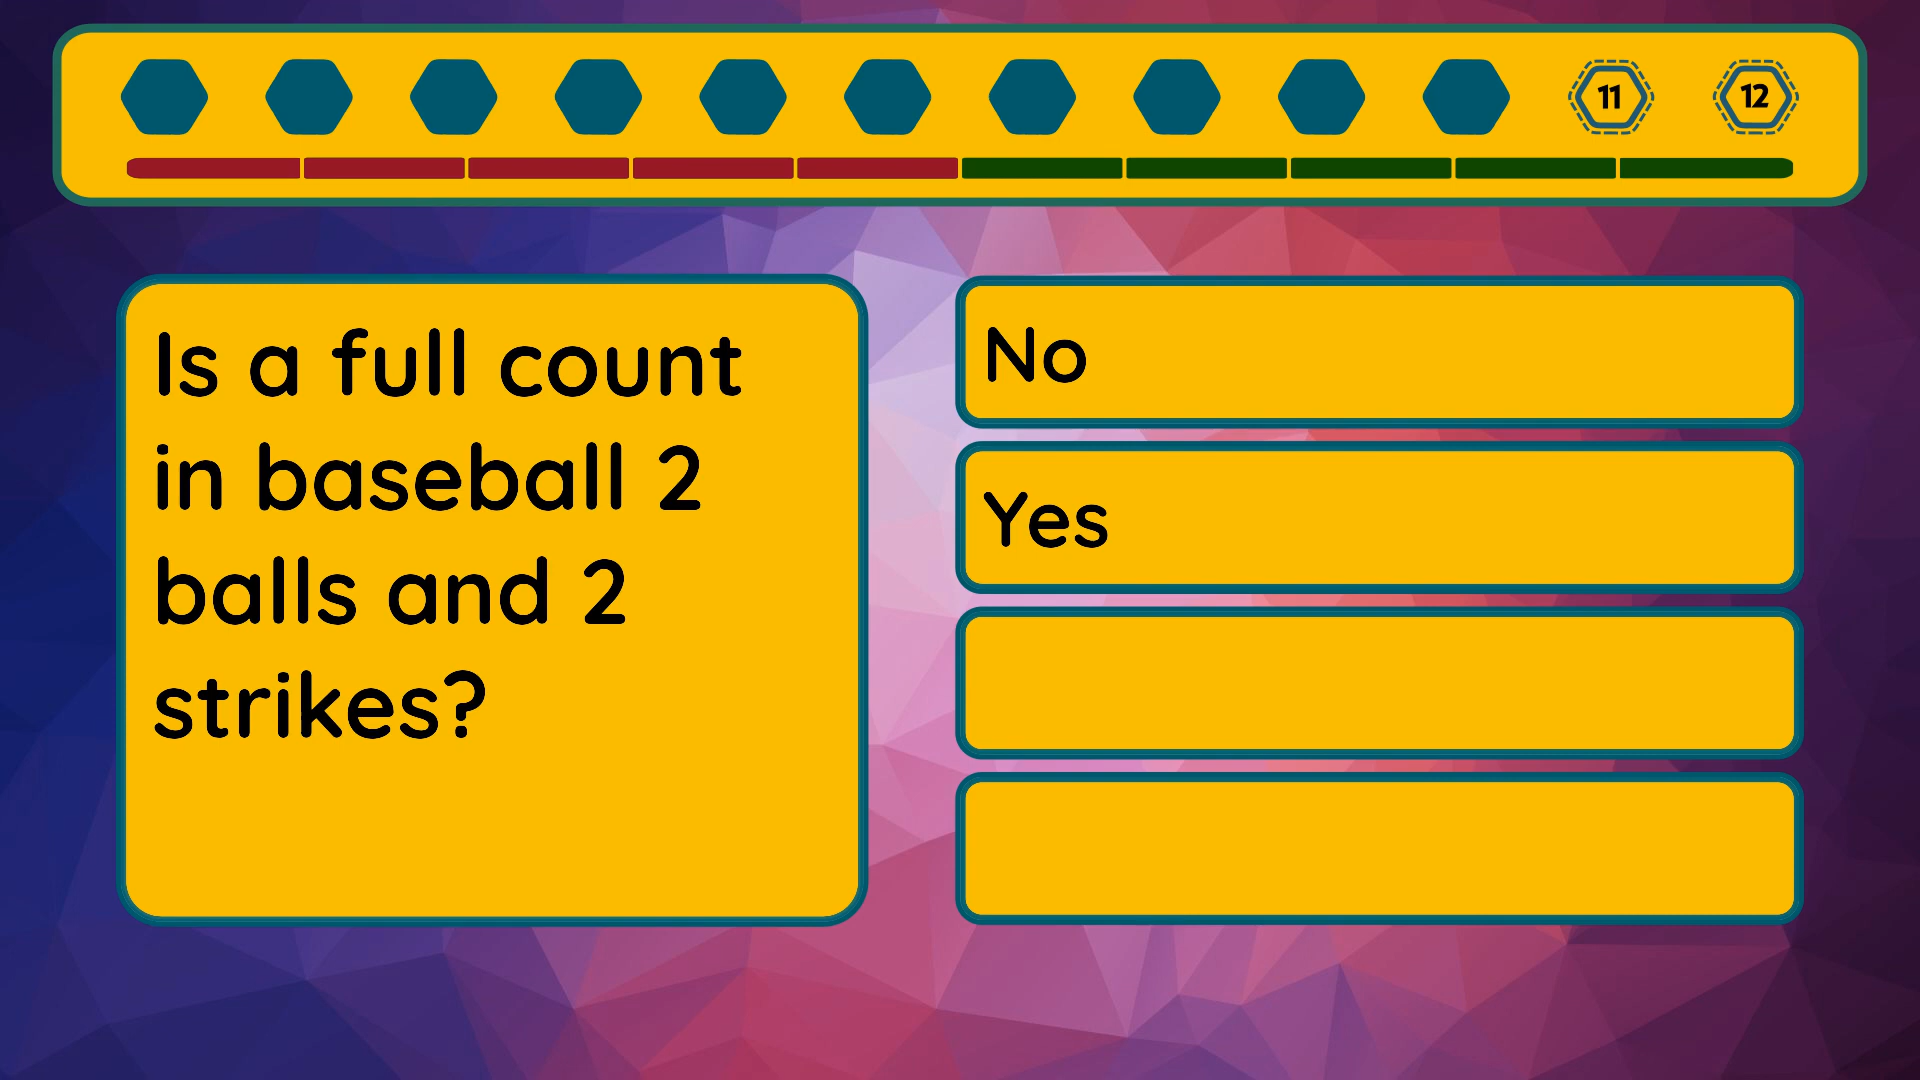 11
12
Is a full count
in baseball 2
balls and 2
strikes?
No
Yes